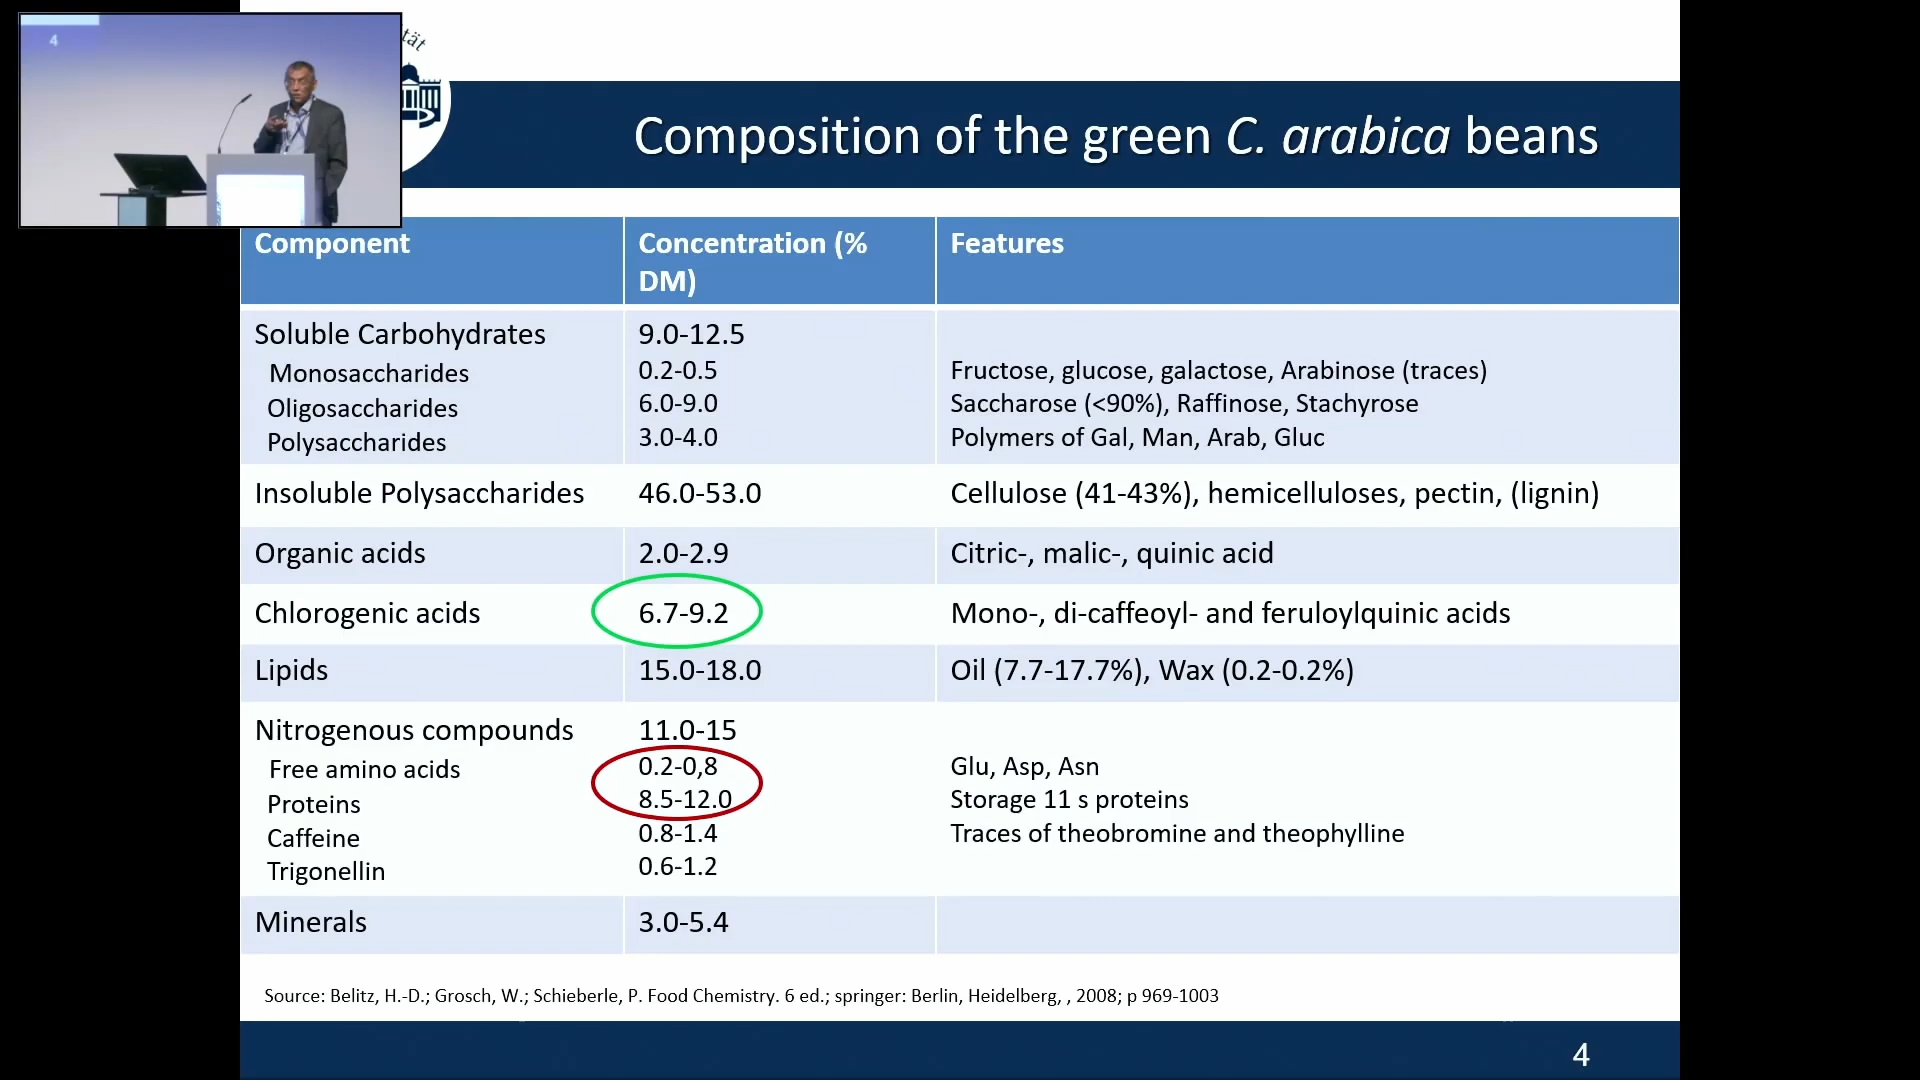 4
tät
Composition of the green C. arabica beans
Component
Concentration (% DM)
Features
Soluble Carbohydrates
9.0-12.5
Monosaccharides
0.2-0.5
Fructose, glucose, galactose, Arabinose (traces)
Oligosaccharides
6.0-9.0
Saccharose (<90%), Raffinose, Stachyrose
Polysaccharides
3.0-4.0
Polymers of Gal, Man, Arab, Gluc
Insoluble Polysaccharides
46.0-53.0
Cellulose (41-43%), hemicelluloses, pectin, (lignin)
Organic acids
2.0-2.9
Citric-, malic-, quinic acid
Chlorogenic acids
6.7-9.2
Mono-, di-caffeoyl- and feruloylquinic acids
Lipids
15.0-18.0
Oil (7.7-17.7%), Wax (0.2-0.2%)
Nitrogenous compounds
11.0-15
Free amino acids
0.2-0,8
Glu, Asp, Asn
Proteins
8.5-12.0
Storage 11 s proteins
Caffeine
0.8-1.4
Traces of theobromine and theophylline
Trigonellin
0.6-1.2
Minerals
3.0-5.4
Source: Belitz, H.-D.; Grosch, W.; Schieberle, P. Food Chemistry. 6 ed.; springer: Berlin, Heidelberg, , 2008; p 969-1003
4